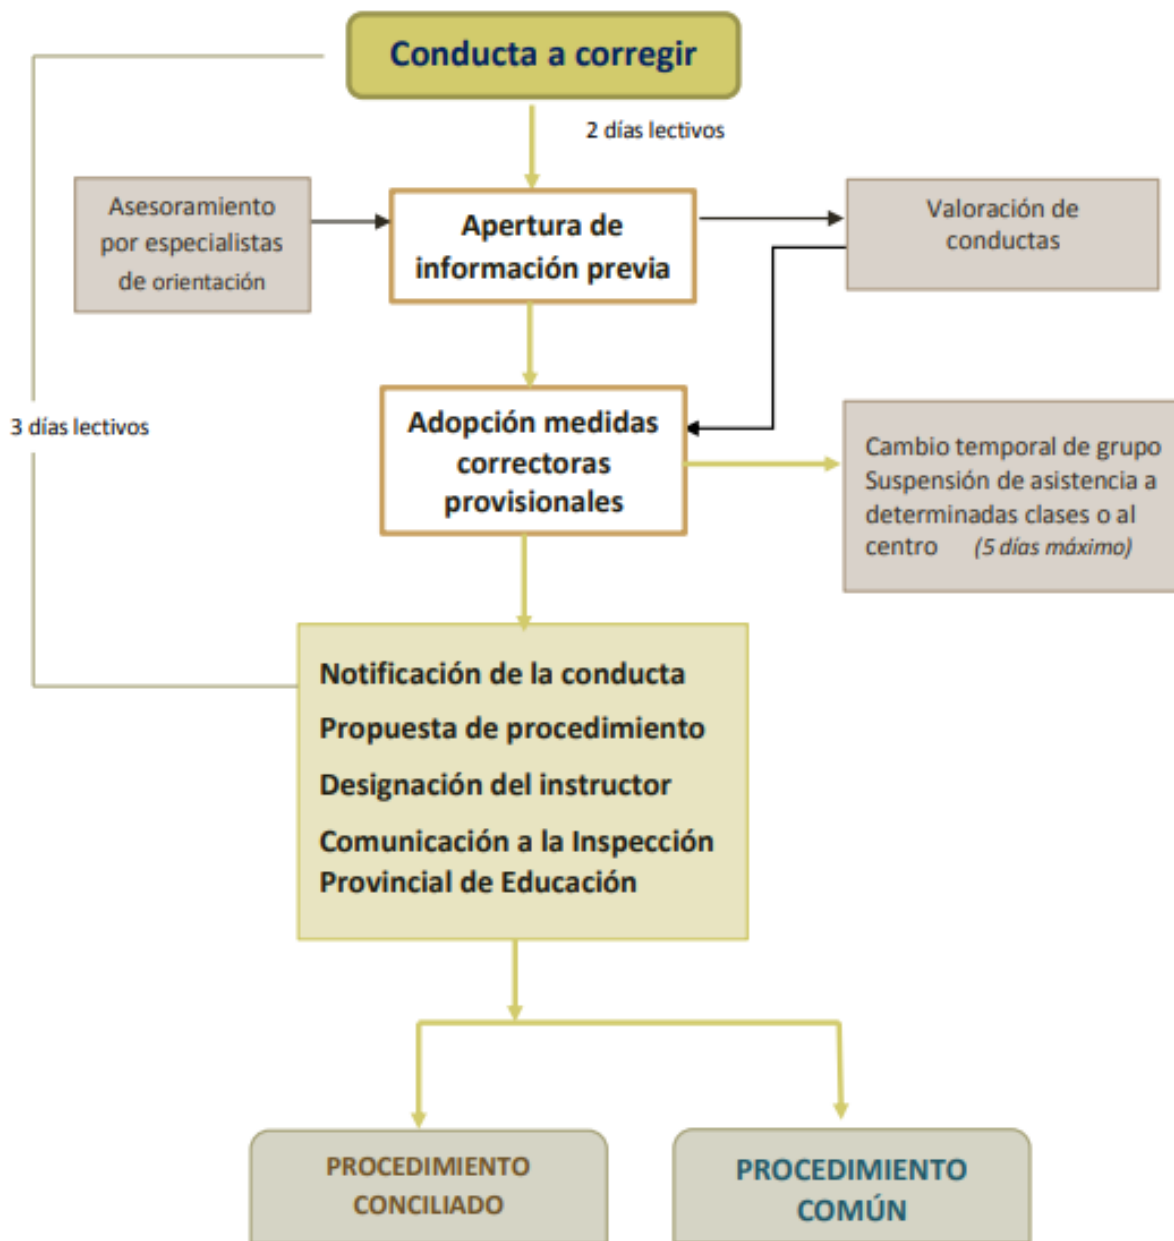 Conducta a corregir
2 días lectivos
Asesoramiento
por especialistas
de orientación
Apertura de
información previa
Valoración de
conductas
3 días lectivos
Adopción medidas
correctoras
provisionales
Cambio temporal de grupo
Suspensión de asistencia a
determinadas clases o al
centro (5 días máximo)
Notificación de la conducta
Propuesta de procedimiento
Designación del instructor
Comunicación a la Inspección
Provincial de Educación
PROCEDIMIENTO
CONCILIADO
PROCEDIMIENTO
COMÚN